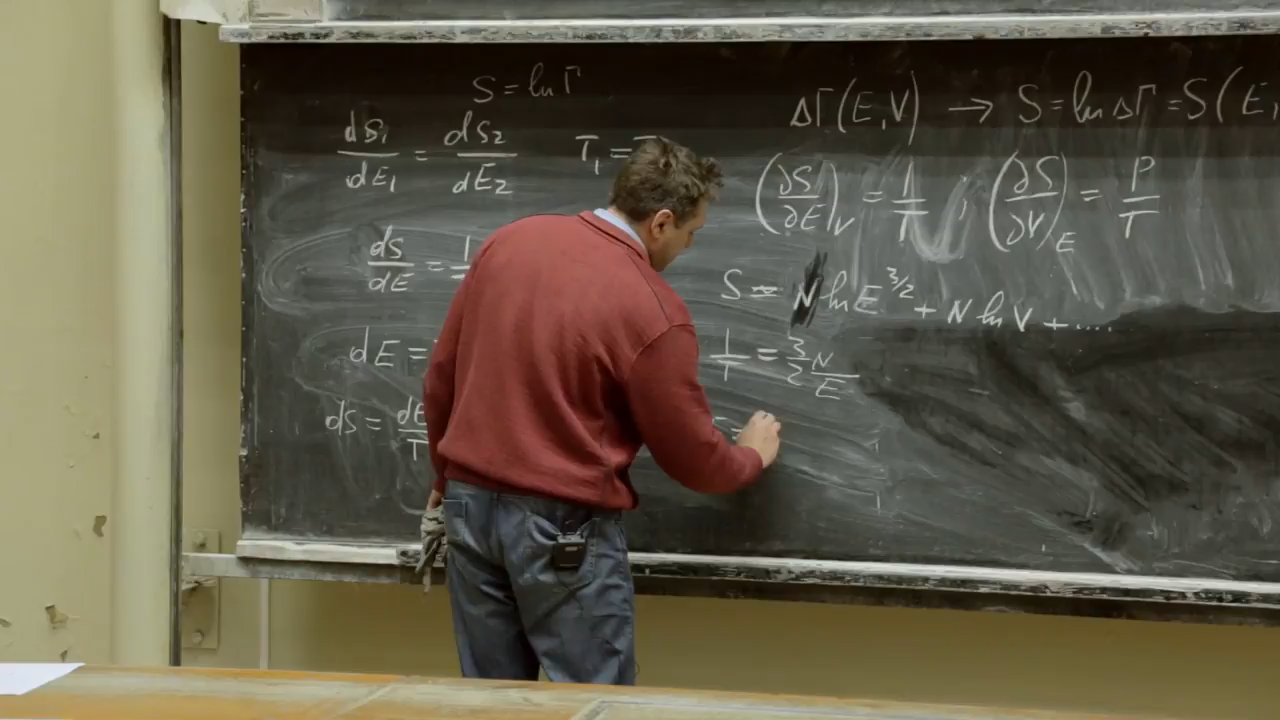 S = ln Γ
dS₁/dE₁ = dS₂/dE₂ T₁ =
dS/dE = 1
dE =
dS = dE/T
ΔΓ(E,V) → S = ln ΔΓ = S(E,
(∂S/∂E)_V = 1/T ; (∂S/∂V)_E = P/T
S = N ln E^3/2 + N ln V + ....
1/T = 3/2 N/E